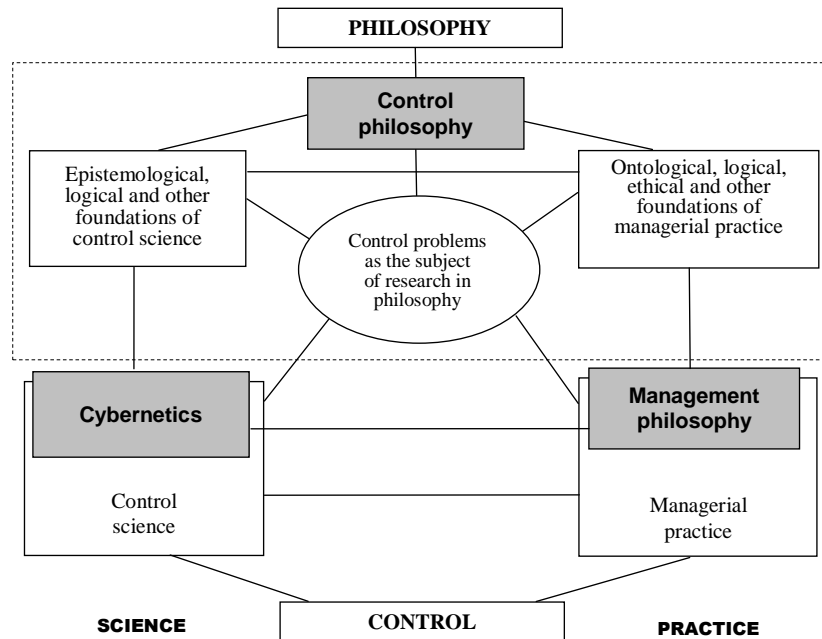 PHILOSOPHY
Control
philosophy
Epistemological,
logical and other
foundations of
control science
Ontological, logical,
ethical and other
foundations of
managerial practice
Control problems
as the subject
of research in
philosophy
Cybernetics
Management
philosophy
Control
science
Managerial
practice
SCIENCE
CONTROL
PRACTICE